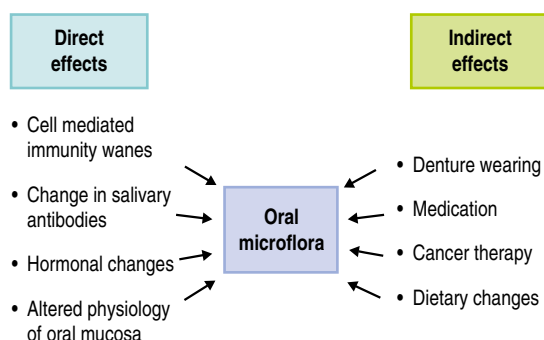 Direct
effects
• Cell mediated
immunity wanes
• Change in salivary
antibodies
• Hormonal changes
• Altered physiology
of oral mucosa
Oral
microflora
Indirect
effects
• Denture wearing
• Medication
• Cancer therapy
• Dietary changes